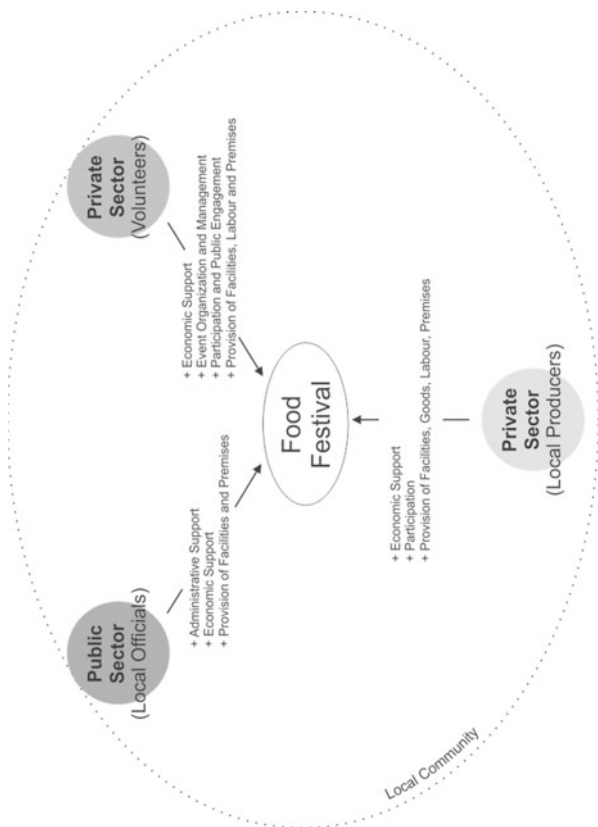 Public
Sector
(Local Officials)
+ Administrative Support
+ Economic Support
+ Provision of Facilities and Premises
Private
Sector
(Volunteers)
+ Economic Support
+ Event Organization and Management
+ Participation and Public Engagement
+ Provision of Facilities, Labour and Premises
Food
Festival
+ Economic Support
+ Participation
+ Provision of Facilities, Goods, Labour, Premises
Private
Sector
(Local Producers)
Local Community